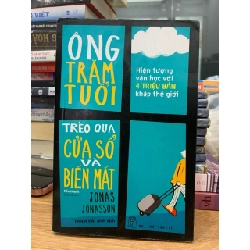 ÔNG
TRĂM
TUỔI
Hiện tượng
văn học với
4 TRIỆU BẢN
khắp thế giới
TRÈO QUA
CỬA SỔ
VÀ
BIẾN MẤT
JONAS
JONASSON